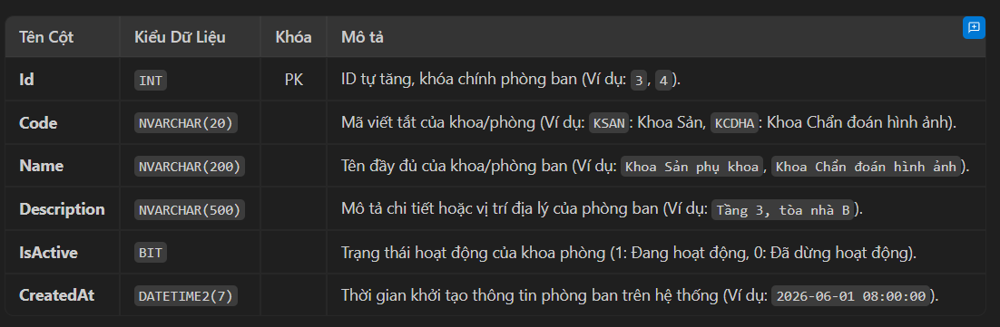 Tên Cột Kiểu Dữ Liệu Khóa Mô tả
Id INT PK ID tự tăng, khóa chính phòng ban (Ví dụ: 3, 4).
Code NVARCHAR(20) Mã viết tắt của khoa/phòng (Ví dụ: KSAN: Khoa Sản, KCDHA: Khoa Chẩn đoán hình ảnh).
Name NVARCHAR(200) Tên đầy đủ của khoa/phòng ban (Ví dụ: Khoa Sản phụ khoa, Khoa Chẩn đoán hình ảnh).
Description NVARCHAR(500) Mô tả chi tiết hoặc vị trí địa lý của phòng ban (Ví dụ: Tầng 3, tòa nhà B).
IsActive BIT Trạng thái hoạt động của khoa phòng (1: Đang hoạt động, 0: Đã dừng hoạt động).
CreatedAt DATETIME2(7) Thời gian khởi tạo thông tin phòng ban trên hệ thống (Ví dụ: 2026-06-01 08:00:00).